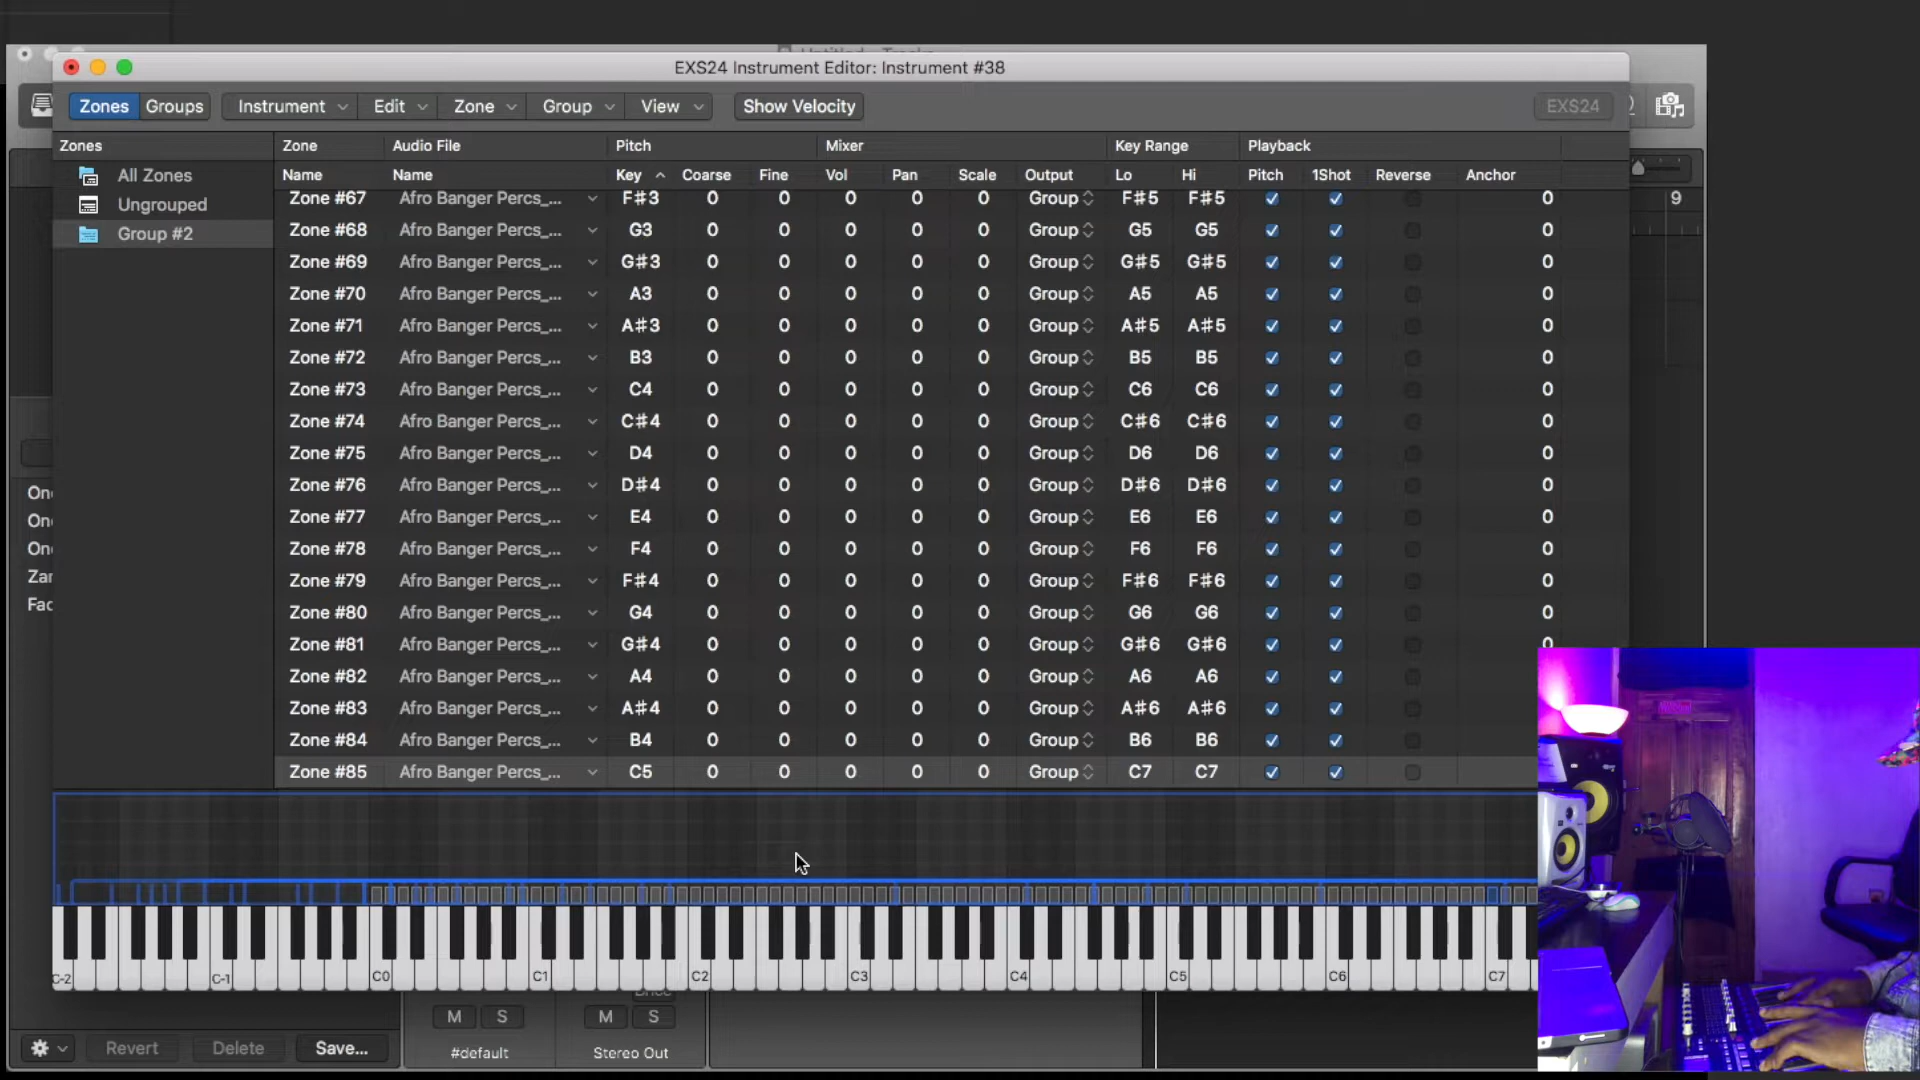 EXS24 Instrument Editor: Instrument #38
Zones Groups Instrument Edit Zone Group View Show Velocity EXS24
Zones Zone Audio File Pitch Mixer Key Range Playback
Name Name Key Coarse Fine Vol Pan Scale Output Lo Hi Pitch 1Shot Reverse Anchor
All Zones
Ungrouped
Group #2
Zone #67 Afro Banger Percs_... F♯3 0 0 0 0 0 Group F♯5 F♯5 0
Zone #68 Afro Banger Percs_... G3 0 0 0 0 0 Group G5 G5 0
Zone #69 Afro Banger Percs_... G♯3 0 0 0 0 0 Group G♯5 G♯5 0
Zone #70 Afro Banger Percs_... A3 0 0 0 0 0 Group A5 A5 0
Zone #71 Afro Banger Percs_... A♯3 0 0 0 0 0 Group A♯5 A♯5 0
Zone #72 Afro Banger Percs_... B3 0 0 0 0 0 Group B5 B5 0
Zone #73 Afro Banger Percs_... C4 0 0 0 0 0 Group C6 C6 0
Zone #74 Afro Banger Percs_... C♯4 0 0 0 0 0 Group C♯6 C♯6 0
Zone #75 Afro Banger Percs_... D4 0 0 0 0 0 Group D6 D6 0
Zone #76 Afro Banger Percs_... D♯4 0 0 0 0 0 Group D♯6 D♯6 0
Zone #77 Afro Banger Percs_... E4 0 0 0 0 0 Group E6 E6 0
Zone #78 Afro Banger Percs_... F4 0 0 0 0 0 Group F6 F6 0
Zone #79 Afro Banger Percs_... F♯4 0 0 0 0 0 Group F♯6 F♯6 0
Zone #80 Afro Banger Percs_... G4 0 0 0 0 0 Group G6 G6 0
Zone #81 Afro Banger Percs_... G♯4 0 0 0 0 0 Group G♯6 G♯6 0
Zone #82 Afro Banger Percs_... A4 0 0 0 0 0 Group A6 A6
Zone #83 Afro Banger Percs_... A♯4 0 0 0 0 0 Group A♯6 A♯6
Zone #84 Afro Banger Percs_... B4 0 0 0 0 0 Group B6 B6
Zone #85 Afro Banger Percs_... C5 0 0 0 0 0 Group C7 C7
9
C-2 C-1 C0 C1 C2 C3 C4 C5 C6 C7
M S M S
Revert Delete Save... #default Stereo Out